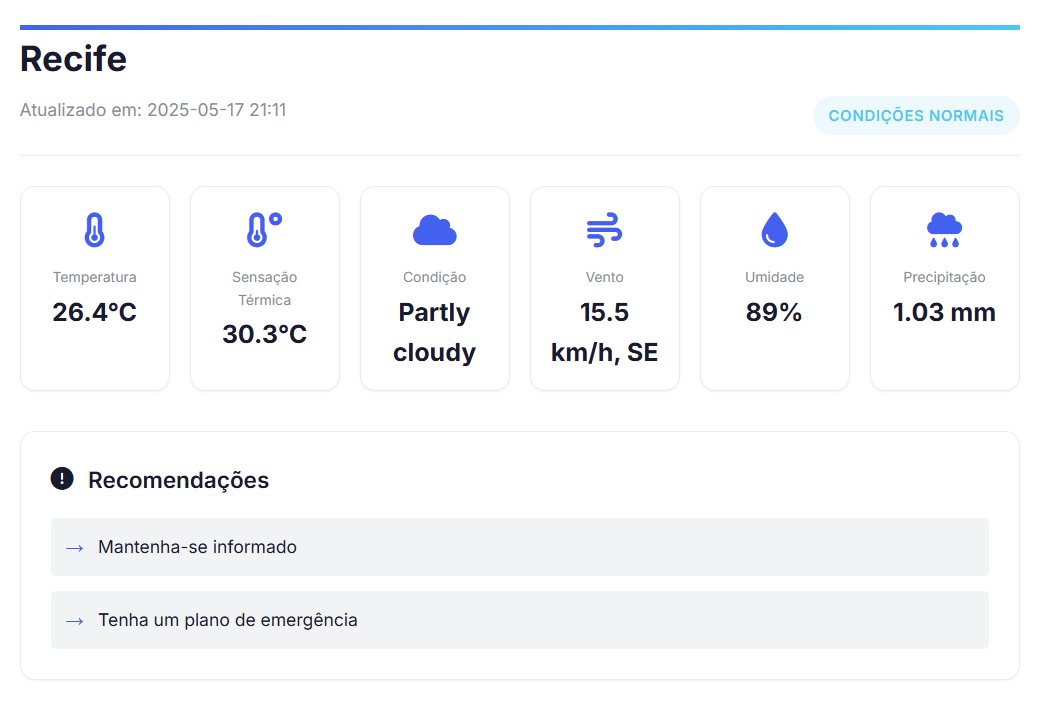 Recife
Atualizado em: 2025-05-17 21:11
CONDIÇÕES NORMAIS
Temperatura
26.4°C
Sensação
Térmica
30.3°C
Condição
Partly
cloudy
Vento
15.5
km/h, SE
Umidade
89%
Precipitação
1.03 mm
Recomendações
→ Mantenha-se informado
→ Tenha um plano de emergência